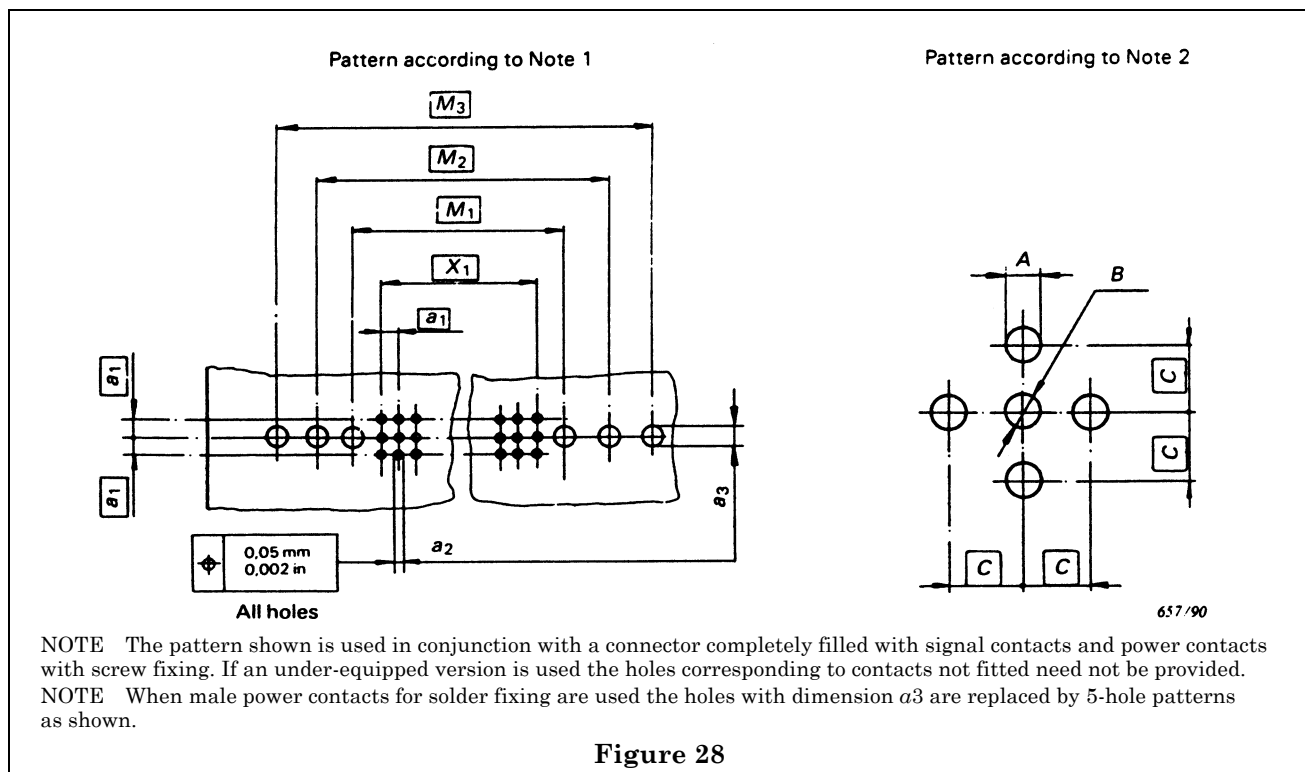 Pattern according to Note 1
Pattern according to Note 2
M3
M2
M1
X1
a1
a1
a1
a2
a3
0,05 mm
0,002 in
All holes
A
B
C
C
C
C
657/90
NOTE The pattern shown is used in conjunction with a connector completely filled with signal contacts and power contacts
with screw fixing. If an under-equipped version is used the holes corresponding to contacts not fitted need not be provided.
NOTE When male power contacts for solder fixing are used the holes with dimension a3 are replaced by 5-hole patterns
as shown.
Figure 28